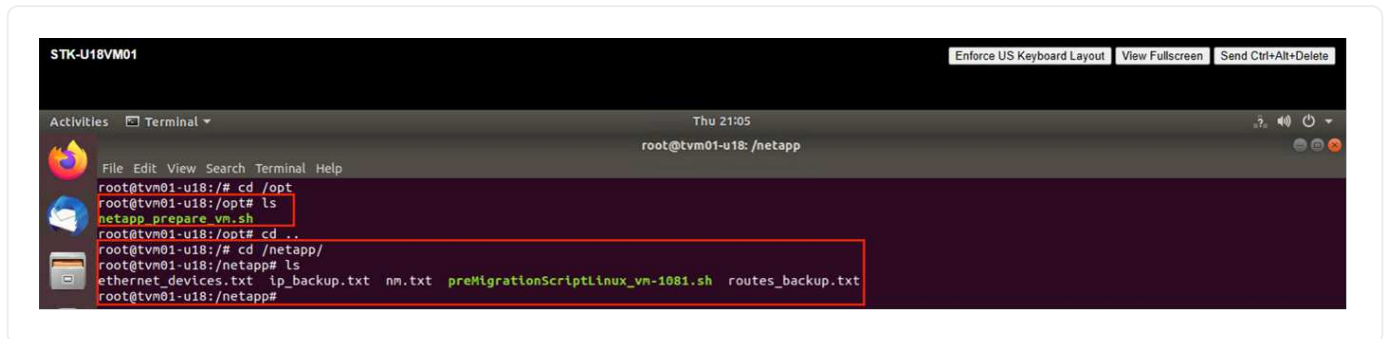 STK-U18VM01
Enforce US Keyboard Layout View Fullscreen Send Ctrl+Alt+Delete
Activities Terminal Thu 21:05
root@tvm01-u18: /netapp
File Edit View Search Terminal Help
root@tvm01-u18:/# cd /opt
root@tvm01-u18:/opt# ls
netapp_prepare_vm.sh
root@tvm01-u18:/opt# cd ..
root@tvm01-u18:/# cd /netapp/
root@tvm01-u18:/netapp# ls
ethernet_devices.txt ip_backup.txt nm.txt preMigrationScriptLinux_vm-1081.sh routes_backup.txt
root@tvm01-u18:/netapp#